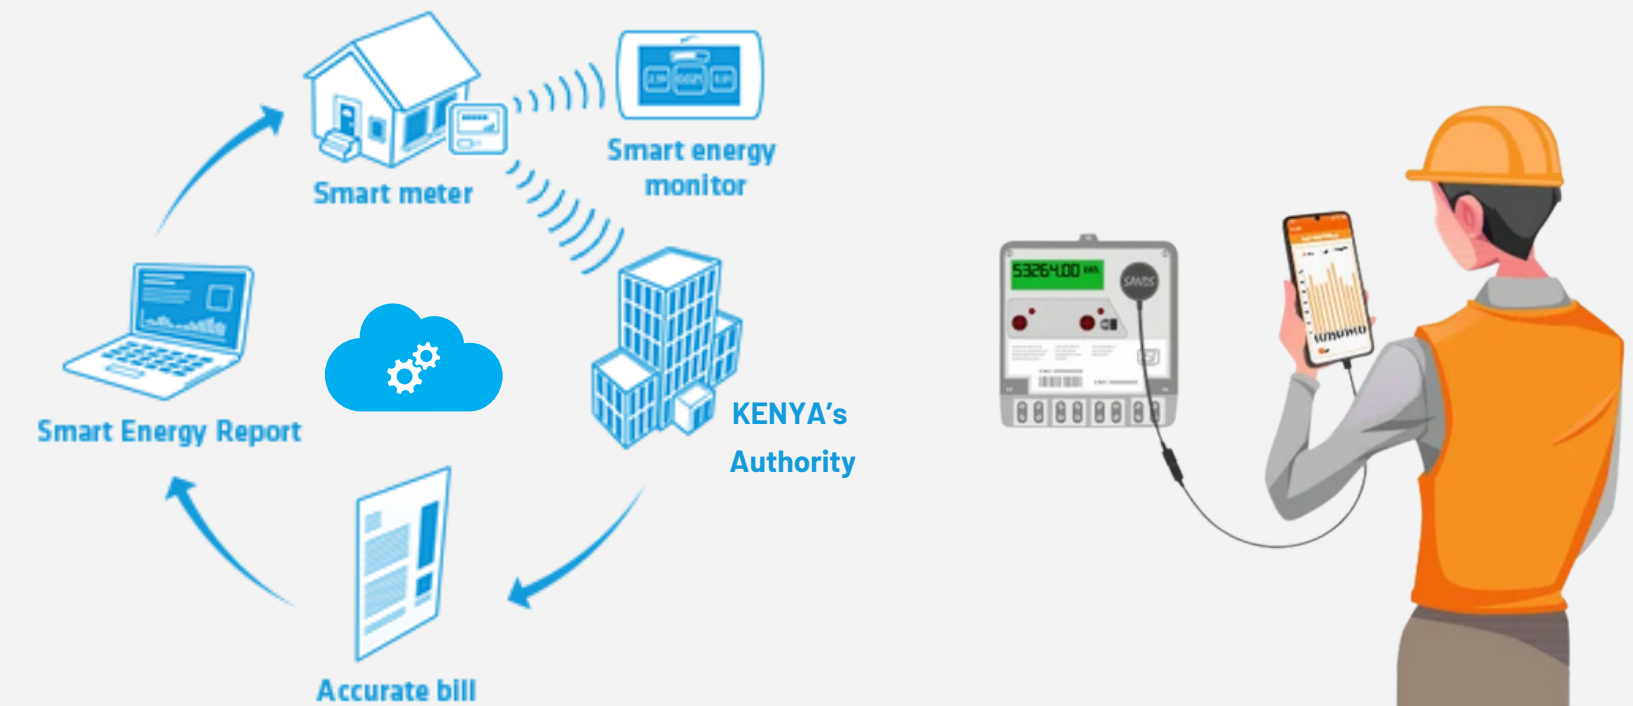 Smart energy
monitor
Smart meter
KENYA’s
Authority
Smart Energy Report
Accurate bill
53264.00 kWh
SANDS